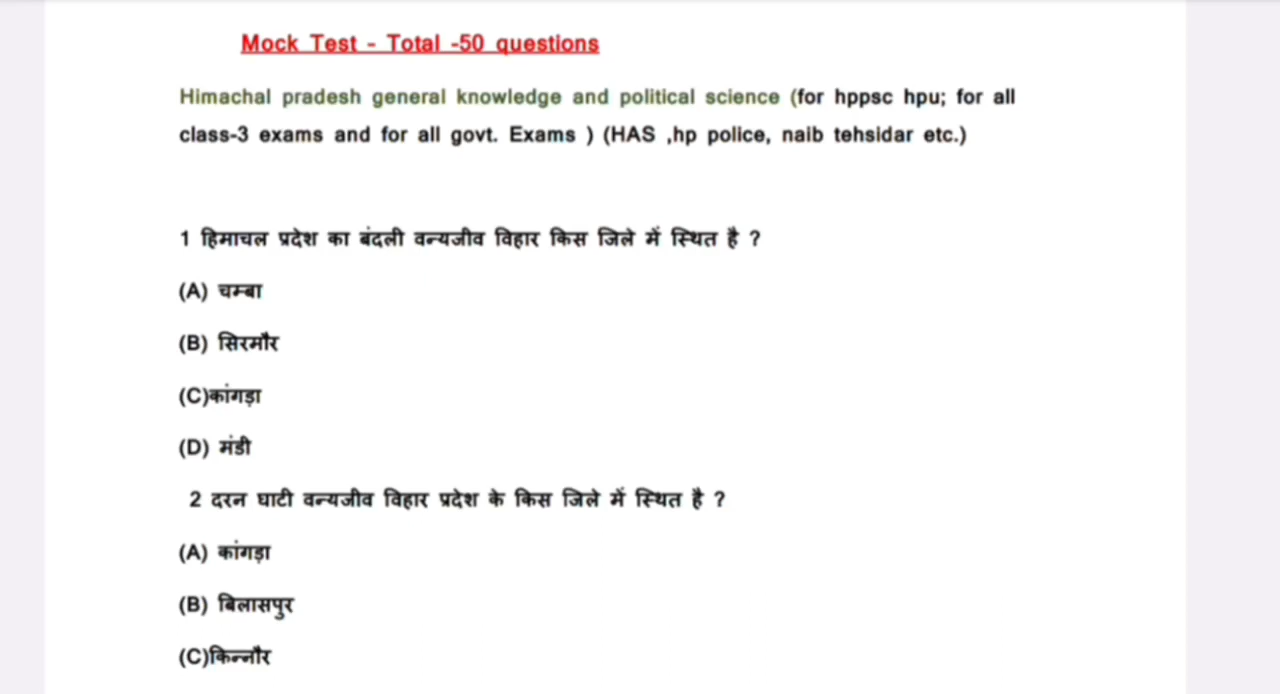 Mock Test - Total -50 questions
Himachal pradesh general knowledge and political science (for hppsc hpu; for all
class-3 exams and for all govt. Exams ) (HAS ,hp police, naib tehsidar etc.)
1 हिमाचल प्रदेश का बंदली वन्यजीव विहार किस जिले में स्थित है ?
(A) चम्बा
(B) सिरमौर
(C)कांगड़ा
(D) मंडी
2 दरन घाटी वन्यजीव विहार प्रदेश के किस जिले में स्थित है ?
(A) कांगड़ा
(B) बिलासपुर
(C)किन्नौर